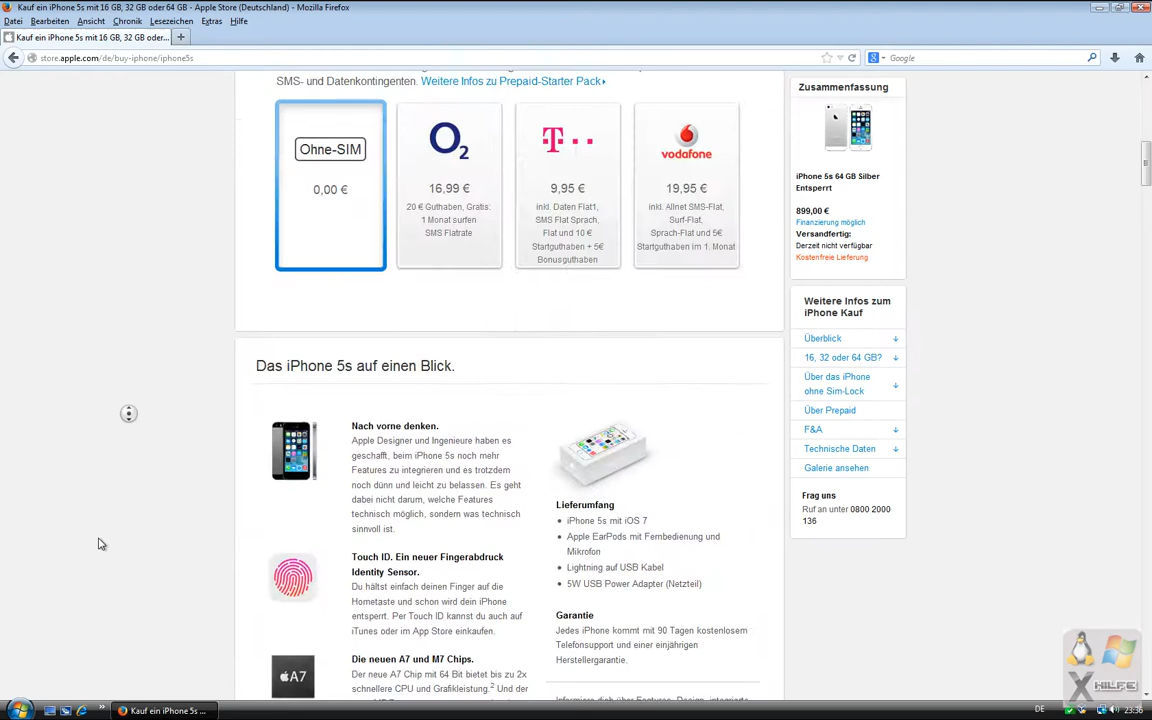 Kauf ein iPhone 5s mit 16 GB, 32 GB oder 64 GB - Apple Store (Deutschland) - Mozilla Firefox
Datei Bearbeiten Ansicht Chronik Lesezeichen Extras Hilfe
Kauf ein iPhone 5s mit 16 GB, 32 GB oder...
store.apple.com/de/buy-iphone/iphone5s
Google
SMS- und Datenkontingenten. Weitere Infos zu Prepaid-Starter Pack
Ohne-SIM
0,00 €
O2
16,99 €
20 € Guthaben, Gratis:
1 Monat surfen
SMS Flatrate
T
9,95 €
inkl. Daten Flat1,
SMS Flat Sprach,
Flat und 10 €
Startguthaben + 5€
Bonusguthaben
vodafone
19,95 €
inkl. Allnet SMS-Flat,
Surf-Flat,
Sprach-Flat und 5€
Startguthaben im 1. Monat
Das iPhone 5s auf einen Blick.
Nach vorne denken.
Apple Designer und Ingenieure haben es
geschafft, beim iPhone 5s noch mehr
Features zu integrieren und es trotzdem
noch dünn und leicht zu belassen. Es geht
dabei nicht darum, welche Features
technisch möglich, sondern was technisch
sinnvoll ist.
Touch ID. Ein neuer Fingerabdruck
Identity Sensor.
Du hältst einfach deinen Finger auf die
Hometaste und schon wird dein iPhone
entsperrt. Per Touch ID kannst du auch auf
iTunes oder im App Store einkaufen.
A7
Die neuen A7 und M7 Chips.
Der neue A7 Chip mit 64 Bit bietet bis zu 2x
schnellere CPU und Grafikleistung.2 Und der
Lieferumfang
iPhone 5s mit iOS 7
Apple EarPods mit Fernbedienung und
Mikrofon
Lightning auf USB Kabel
5W USB Power Adapter (Netzteil)
Garantie
Jedes iPhone kommt mit 90 Tagen kostenlosem
Telefonsupport und einer einjährigen
Herstellergarantie.
Informiere dich über Features, Design, integrierte
Zusammenfassung
iPhone 5s 64 GB Silber
Entsperrt
899,00 €
Finanzierung möglich
Versandfertig:
Derzeit nicht verfügbar
Kostenfreie Lieferung
Weitere Infos zum
iPhone Kauf
Überblick
16, 32 oder 64 GB?
Über das iPhone
ohne Sim-Lock
Über Prepaid
F&A
Technische Daten
Galerie ansehen
Frag uns
Ruf an unter 0800 2000
136
X HILFE
Kauf ein iPhone 5s ...
DE
23:36